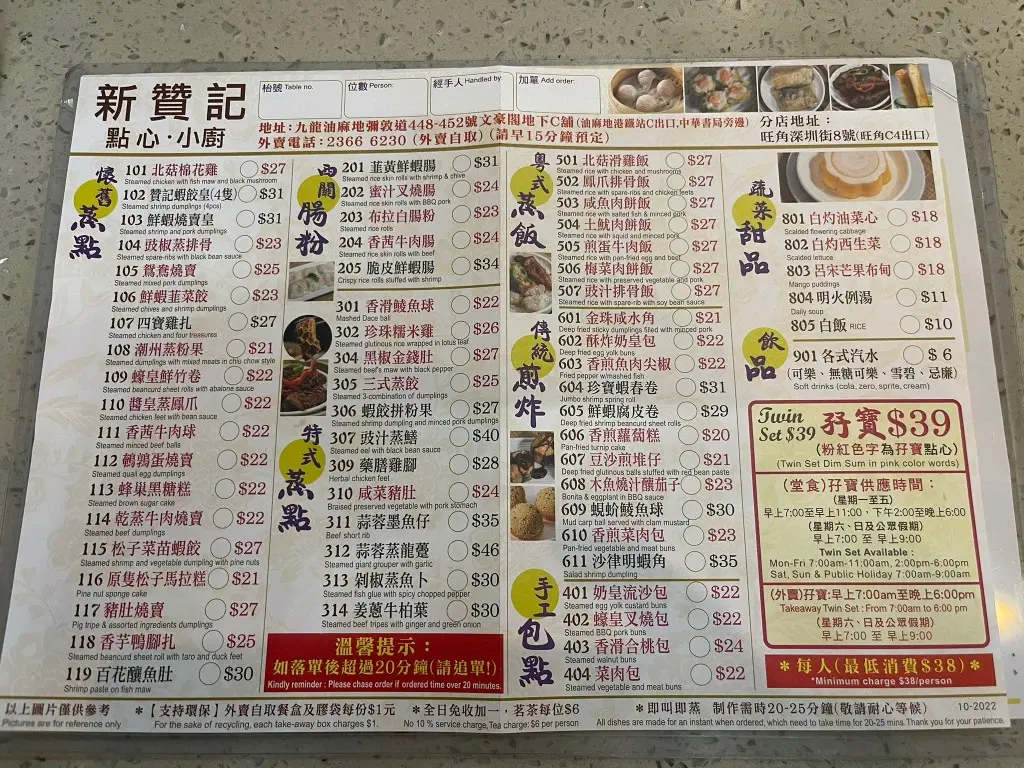 新贊記
點心·小廚
枱號 Table no.
位數 Person:
經手人 Handled by
加單 Add order:
地址:九龍油麻地彌敦道448-452號文豪閣地下C舖(油麻地港鐵站C出口,中華書局旁邊)
外賣電話:2366 6230 (外賣自取)(請早15分鐘預定)
分店地址:
旺角深圳街8號(旺角C4出口)
懷舊蒸點
101 北菇棉花雞 $27
Steamed chicken with fish maw and black mushroom
102 贊記蝦餃皇(4隻) $31
Steamed shrimp dumplings (4pcs)
103 鮮蝦燒賣皇 $31
Steamed shrimp and pork dumplings
104 豉椒蒸排骨 $23
Steamed spare-ribs with black bean sauce
105 鴛鴦燒賣 $25
Steamed mixed pork dumplings
106 鮮蝦韮菜餃 $23
Steamed chives and shrimp dumplings
107 四寶雞扎 $27
Steamed chicken and four treasures
108 潮州蒸粉果 $21
Steamed dumplings with mixed meats in chiu chow style
109 蠔皇鮮竹卷 $22
Steamed beancurd sheet rolls with abalone sauce
110 醬皇蒸鳳爪 $22
Steamed chicken feet with bean sauce
111 香茜牛肉球 $22
Steamed minced beef balls
112 鵪鶉蛋燒賣 $22
Steamed quail egg dumplings
113 蜂巢黑糖糕 $22
Steamed brown sugar cake
114 乾蒸牛肉燒賣 $22
Steamed beef dumplings
115 松子菜苗蝦餃 $27
Steamed shrimp and vegetable dumpling with pine nuts
116 原隻松子馬拉糕 $21
Pine nut sponge cake
117 豬肚燒賣 $27
Pig tripe & assorted ingredients dumplings
118 香芋鴨腳扎 $25
Steamed beancurd sheet roll with taro and duck feet
119 百花釀魚肚 $30
Shrimp paste on fish maw
西關腸粉
201 韮黃鮮蝦腸 $31
Steamed rice skin rolls with shrimp & chive
202 蜜汁叉燒腸 $24
Steamed rice skin rolls with BBQ pork
203 布拉白腸粉 $23
Steamed rice rolls
204 香茜牛肉腸 $24
Steamed rice skin rolls with beef
205 脆皮鮮蝦腸 $34
Crispy rice rolls stuffed with shrimp
特式蒸點
301 香滑鯪魚球 $22
Mashed Dace ball
302 珍珠糯米雞 $26
Steamed glutinous rice wrapped in lotus leaf
304 黑椒金錢肚 $27
Steamed beef's maw with black pepper
305 三式蒸餃 $25
Steamed 3-combination of dumplings
306 蝦餃拼粉果 $27
Steamed shrimp dumpling and minced pork dumplings
307 豉汁蒸鱔 $40
Steamed eel with black bean sauce
309 藥膳雞腳 $28
Herbal chicken feet
310 咸菜豬肚 $24
Braised preserved vegetable with pork stomach
311 蒜蓉墨魚仔 $35
Beef short rib
312 蒜蓉蒸龍躉 $46
Steamed giant grouper with garlic
313 剁椒蒸魚卜 $30
Steamed fish glue with spicy chopped pepper
314 姜蔥牛柏葉 $30
Steamed beef tripes with ginger and green onion
溫馨提示:
如落單後超過20分鐘(請追單!)
Kindly reminder : Please chase order if ordered time over 20 minutes.
粵式蒸飯
501 北菇滑雞飯 $27
Steamed rice with chicken and mushrooms
502 鳳爪排骨飯 $27
Steamed rice with spare-ribs and chicken feets
503 咸魚肉餅飯 $27
Steamed rice with salted fish & minced pork
504 土魷肉餅飯 $27
Steamed rice with squid and minced pork
505 煎蛋牛肉飯 $27
Steamed rice with pan-fried egg and beef
506 梅菜肉餅飯 $27
Steamed rice with preserved vegetable and pork
507 豉汁排骨飯 $27
Steamed rice with spare-rib with soy bean sauce
傳統煎炸
601 金珠咸水角 $21
Deep fried sticky dumplings filled with minced pork
602 酥炸奶皇包 $22
Deep fried egg yolk buns
603 香煎魚肉尖椒 $22
Fried pepper w/mashed fish
604 珍寶蝦春卷 $31
Jumbo shrimp spring roll
605 鮮蝦腐皮卷 $29
Deep fried shrimp beancurd sheet rolls
606 香煎蘿蔔糕 $20
Pan-fried turnip cake
607 豆沙煎堆仔 $21
Deep fried glutinous balls stuffed with red bean paste
608 木魚燒汁釀茄子 $23
Bonita & eggplant in BBQ sauce
609 蜆蚧鯪魚球 $30
Mud carp ball served with clam mustard
610 香煎菜肉包 $23
Pan-fried vegetable and meat buns
611 沙律明蝦角 $35
Salad shrimp dumpling
手工包點
401 奶皇流沙包 $22
Steamed egg yolk custard buns
402 蠔皇叉燒包 $22
Steamed BBQ pork buns
403 香滑合桃包 $24
Steamed walnut buns
404 菜肉包 $22
Steamed vegetable and meat buns
蔬菜甜品
801 白灼油菜心 $18
Scalded flowering cabbage
802 白灼西生菜 $18
Scalded lettuce
803 呂宋芒果布甸 $18
Mango puddings
804 明火例湯 $11
Daily soup
805 白飯 RICE $10
飲品
901 各式汽水 $ 6
(可樂、無糖可樂、雪碧、忌廉)
Soft drinks (cola, zero, sprite, cream)
Twin Set $39 孖寶$39
(粉紅色字為孖寶點心)
(Twin Set Dim Sum in pink color words)
(堂食)孖寶供應時間:
(星期一至五)
早上7:00至早上11:00,下午2:00至晚上6:00
(星期六、日及公眾假期)
早上7:00 至 早上9:00
Twin Set Available :
Mon-Fri 7:00am-11:00am, 2:00pm-6:00pm
Sat, Sun & Public Holiday 7:00am-9:00am
(外賣)孖寶:早上7:00am至晚上6:00pm
Takeaway Twin Set : From 7:00am to 6:00 pm
(星期六、日及公眾假期)
早上7:00 至 早上9:00
*每人(最低消費$38)*
*Minimum charge $38/person
以上圖片僅供參考 *【支持環保】外賣自取餐盒及膠袋每份$1元 *全日免收加一,茗茶每位$6 *即叫即蒸 制作需時20-25分鐘(敬請耐心等候) 10-2022
Pictures are for reference only For the sake of recycling, each take-away box charges $1. No 10 % service charge, Tea charge: $6 per person All dishes are made for an instant when ordered, which need to take time for 20-25 mins. Thank you for your patience.